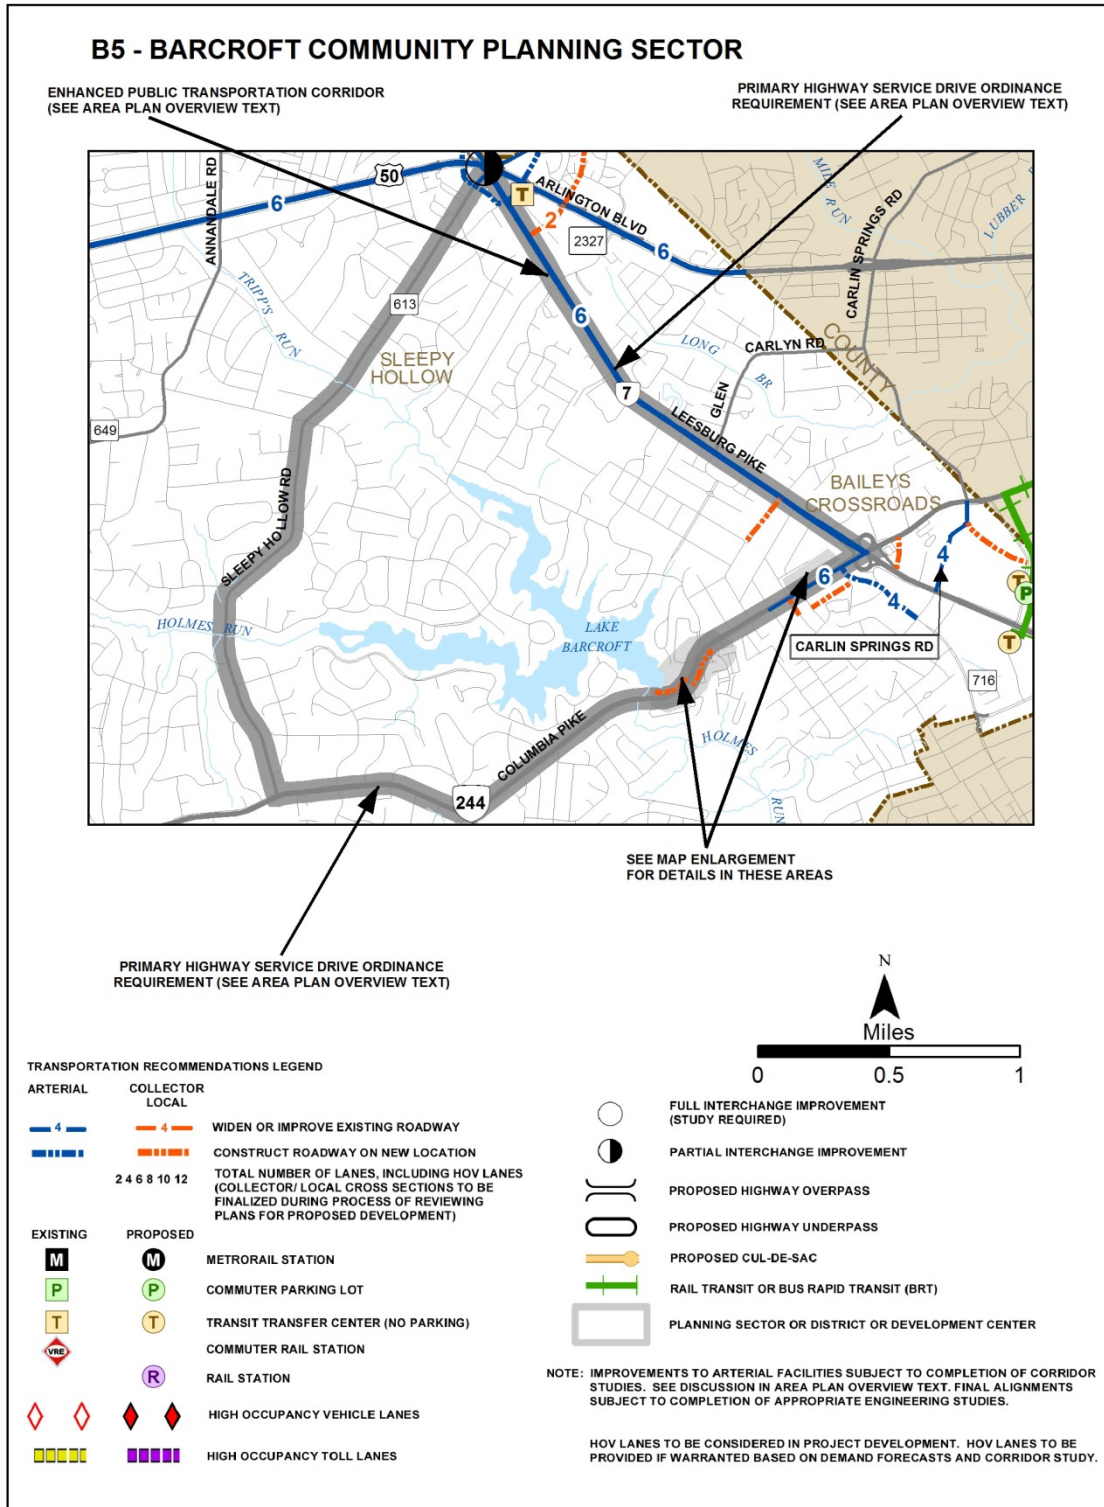 B5 - BARCROFT COMMUNITY PLANNING SECTOR
ENHANCED PUBLIC TRANSPORTATION CORRIDOR
(SEE AREA PLAN OVERVIEW TEXT)
PRIMARY HIGHWAY SERVICE DRIVE ORDINANCE
REQUIREMENT (SEE AREA PLAN OVERVIEW TEXT)
ANNANDALE RD
50
6
T
ARLINGTON BLVD
2
2327
6
MILE RUN
LUBBER
CARLIN SPRINGS RD
613
TRIPP'S RUN
SLEEPY
HOLLOW
6
LONG BR
CARLYN RD
GLEN
COUNTY
7
649
LEESBURG PIKE
BAILEYS
CROSSROADS
SLEEPY HOLLOW RD
6
4
4
T
P
T
HOLMES RUN
LAKE
BARCROFT
CARLIN SPRINGS RD
716
COLUMBIA PIKE
HOLMES
RUN
244
SEE MAP ENLARGEMENT
FOR DETAILS IN THESE AREAS
PRIMARY HIGHWAY SERVICE DRIVE ORDINANCE
REQUIREMENT (SEE AREA PLAN OVERVIEW TEXT)
N
Miles
0 0.5 1
TRANSPORTATION RECOMMENDATIONS LEGEND
ARTERIAL
COLLECTOR
LOCAL
4 4 WIDEN OR IMPROVE EXISTING ROADWAY
CONSTRUCT ROADWAY ON NEW LOCATION
2 4 6 8 10 12 TOTAL NUMBER OF LANES, INCLUDING HOV LANES
(COLLECTOR/ LOCAL CROSS SECTIONS TO BE
FINALIZED DURING PROCESS OF REVIEWING
PLANS FOR PROPOSED DEVELOPMENT)
EXISTING PROPOSED
M M METRORAIL STATION
P P COMMUTER PARKING LOT
T T TRANSIT TRANSFER CENTER (NO PARKING)
VRE COMMUTER RAIL STATION
R RAIL STATION
HIGH OCCUPANCY VEHICLE LANES
HIGH OCCUPANCY TOLL LANES
FULL INTERCHANGE IMPROVEMENT
(STUDY REQUIRED)
PARTIAL INTERCHANGE IMPROVEMENT
PROPOSED HIGHWAY OVERPASS
PROPOSED HIGHWAY UNDERPASS
PROPOSED CUL-DE-SAC
RAIL TRANSIT OR BUS RAPID TRANSIT (BRT)
PLANNING SECTOR OR DISTRICT OR DEVELOPMENT CENTER
NOTE: IMPROVEMENTS TO ARTERIAL FACILITIES SUBJECT TO COMPLETION OF CORRIDOR
STUDIES. SEE DISCUSSION IN AREA PLAN OVERVIEW TEXT. FINAL ALIGNMENTS
SUBJECT TO COMPLETION OF APPROPRIATE ENGINEERING STUDIES.
HOV LANES TO BE CONSIDERED IN PROJECT DEVELOPMENT. HOV LANES TO BE
PROVIDED IF WARRANTED BASED ON DEMAND FORECASTS AND CORRIDOR STUDY.